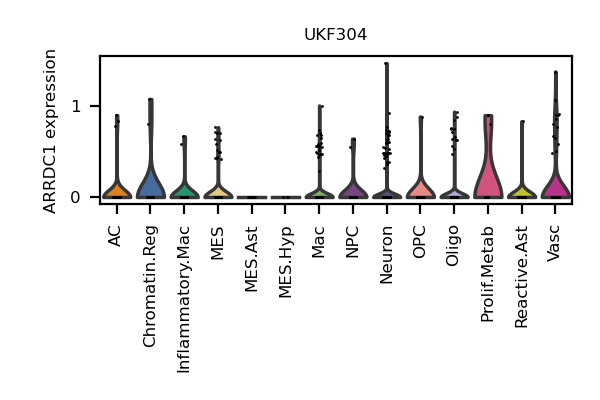 UKF304
ARRDC1 expression
1
0
AC
Chromatin.Reg
Inflammatory.Mac
MES
MES.Ast
MES.Hyp
Mac
NPC
Neuron
OPC
Oligo
Prolif.Metab
Reactive.Ast
Vasc